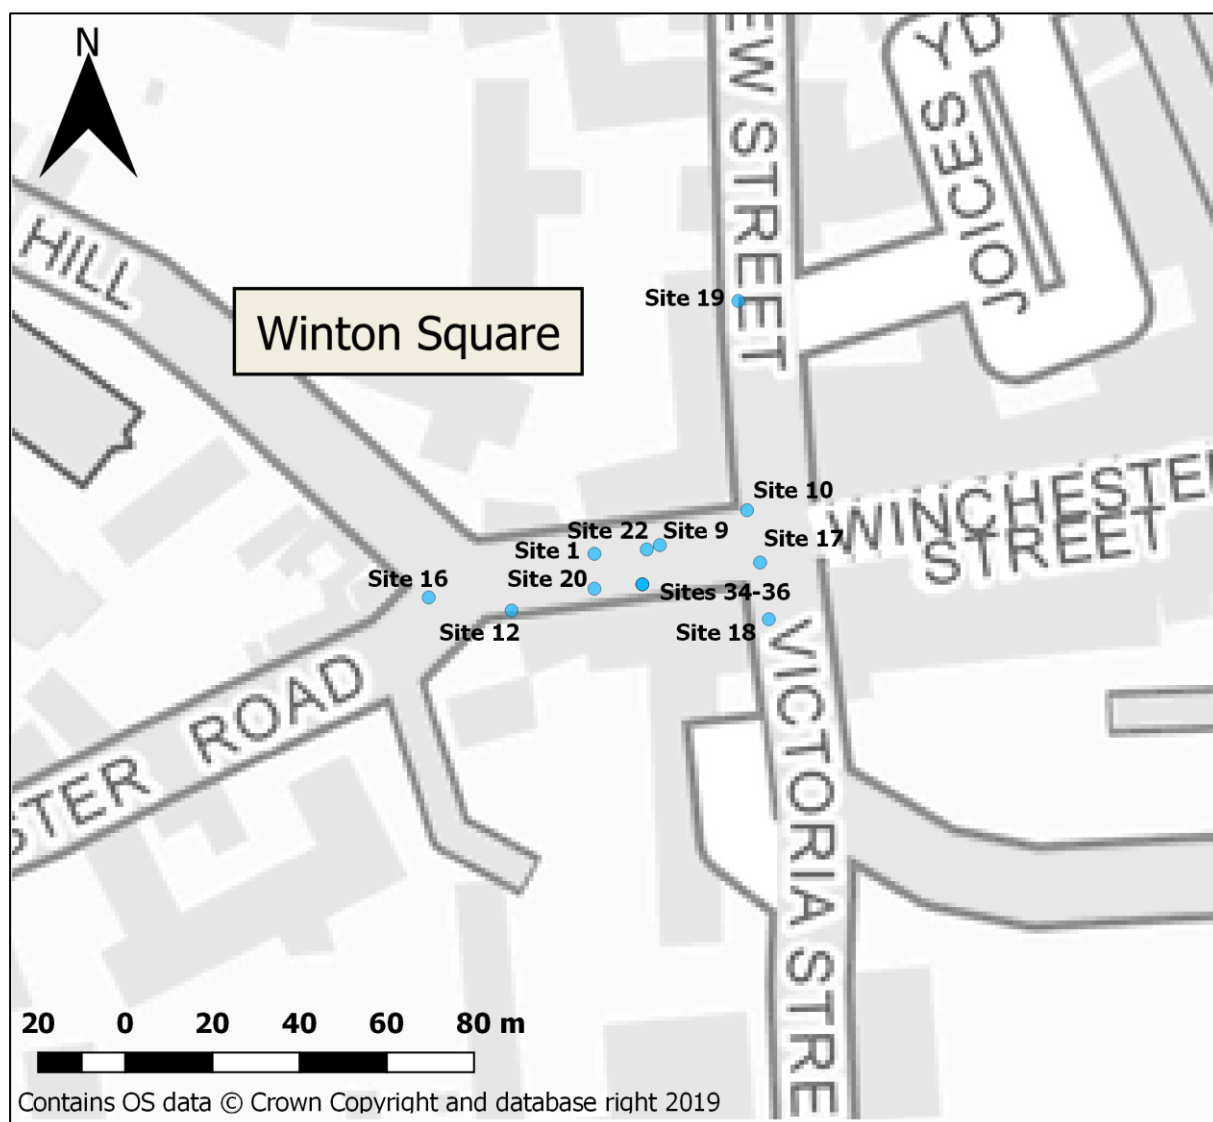 N
EW STREET
JOICES YD
HILL
Winton Square
Site 19
Site 10
WINCHESTER
STREET
Site 22
Site 9
Site 17
Site 1
Site 16
Site 20
Sites 34-36
Site 12
Site 18
STER ROAD
VICTORIA STRE
20 0 20 40 60 80 m
Contains OS data © Crown Copyright and database right 2019